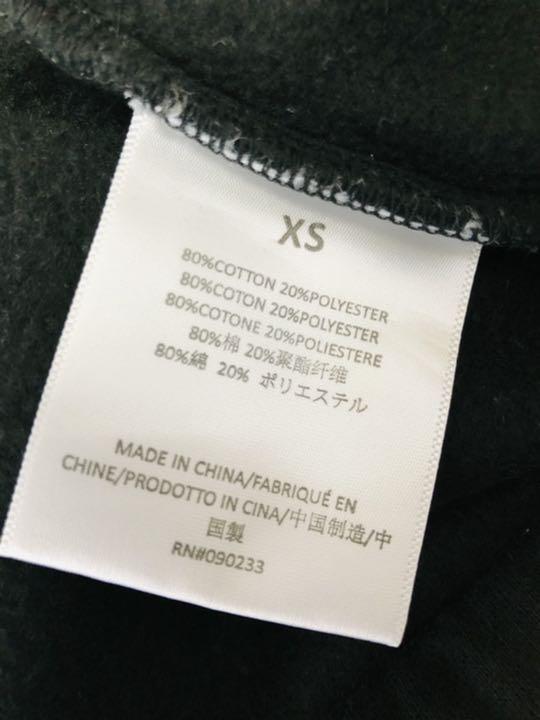 XS
80%COTTON 20%POLYESTER
80%COTON 20%POLYESTER
80%COTONE 20%POLIESTERE
80%棉 20%聚酯纤维
80%綿 20% ポリエステル
MADE IN CHINA/FABRIQUÉ EN
CHINE/PRODOTTO IN CINA/中国制造/中
国製
RN#090233